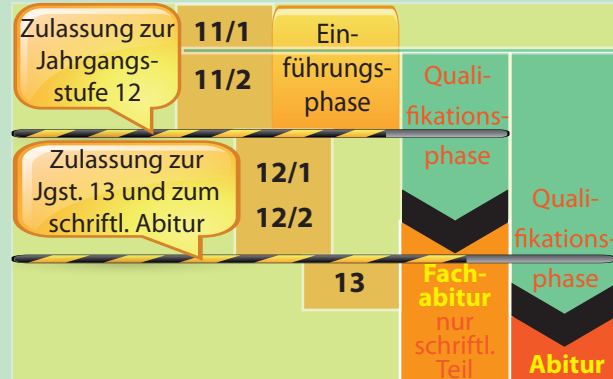 Zulassung zur
Jahrgangs-
stufe 12
11/1
11/2
Ein-
führungs-
phase
Quali-
fikations-
phase
Zulassung zur
Jgst. 13 und zum
schriftl. Abitur
12/1
12/2
Quali-
fikations-
phase
13
Fach-
abitur
nur
schriftl.
Teil
Abitur